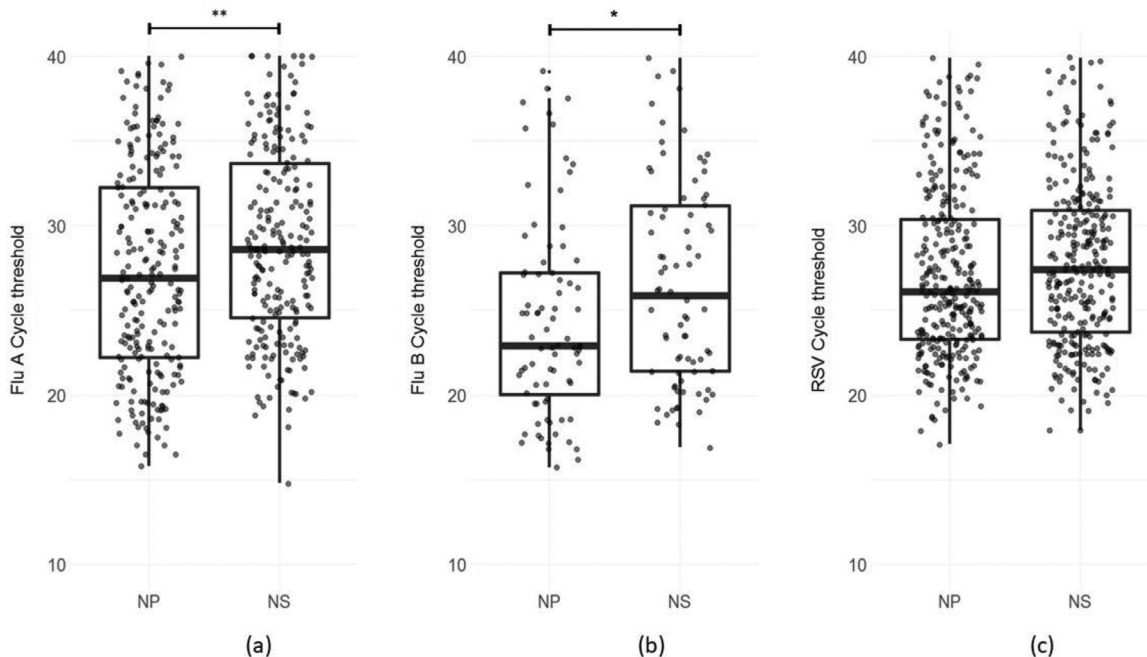 **
40
30
20
10
Flu A Cycle threshold
NP NS
(a)
*
40
30
20
10
Flu B Cycle threshold
NP NS
(b)
40
30
20
10
RSV Cycle threshold
NP NS
(c)